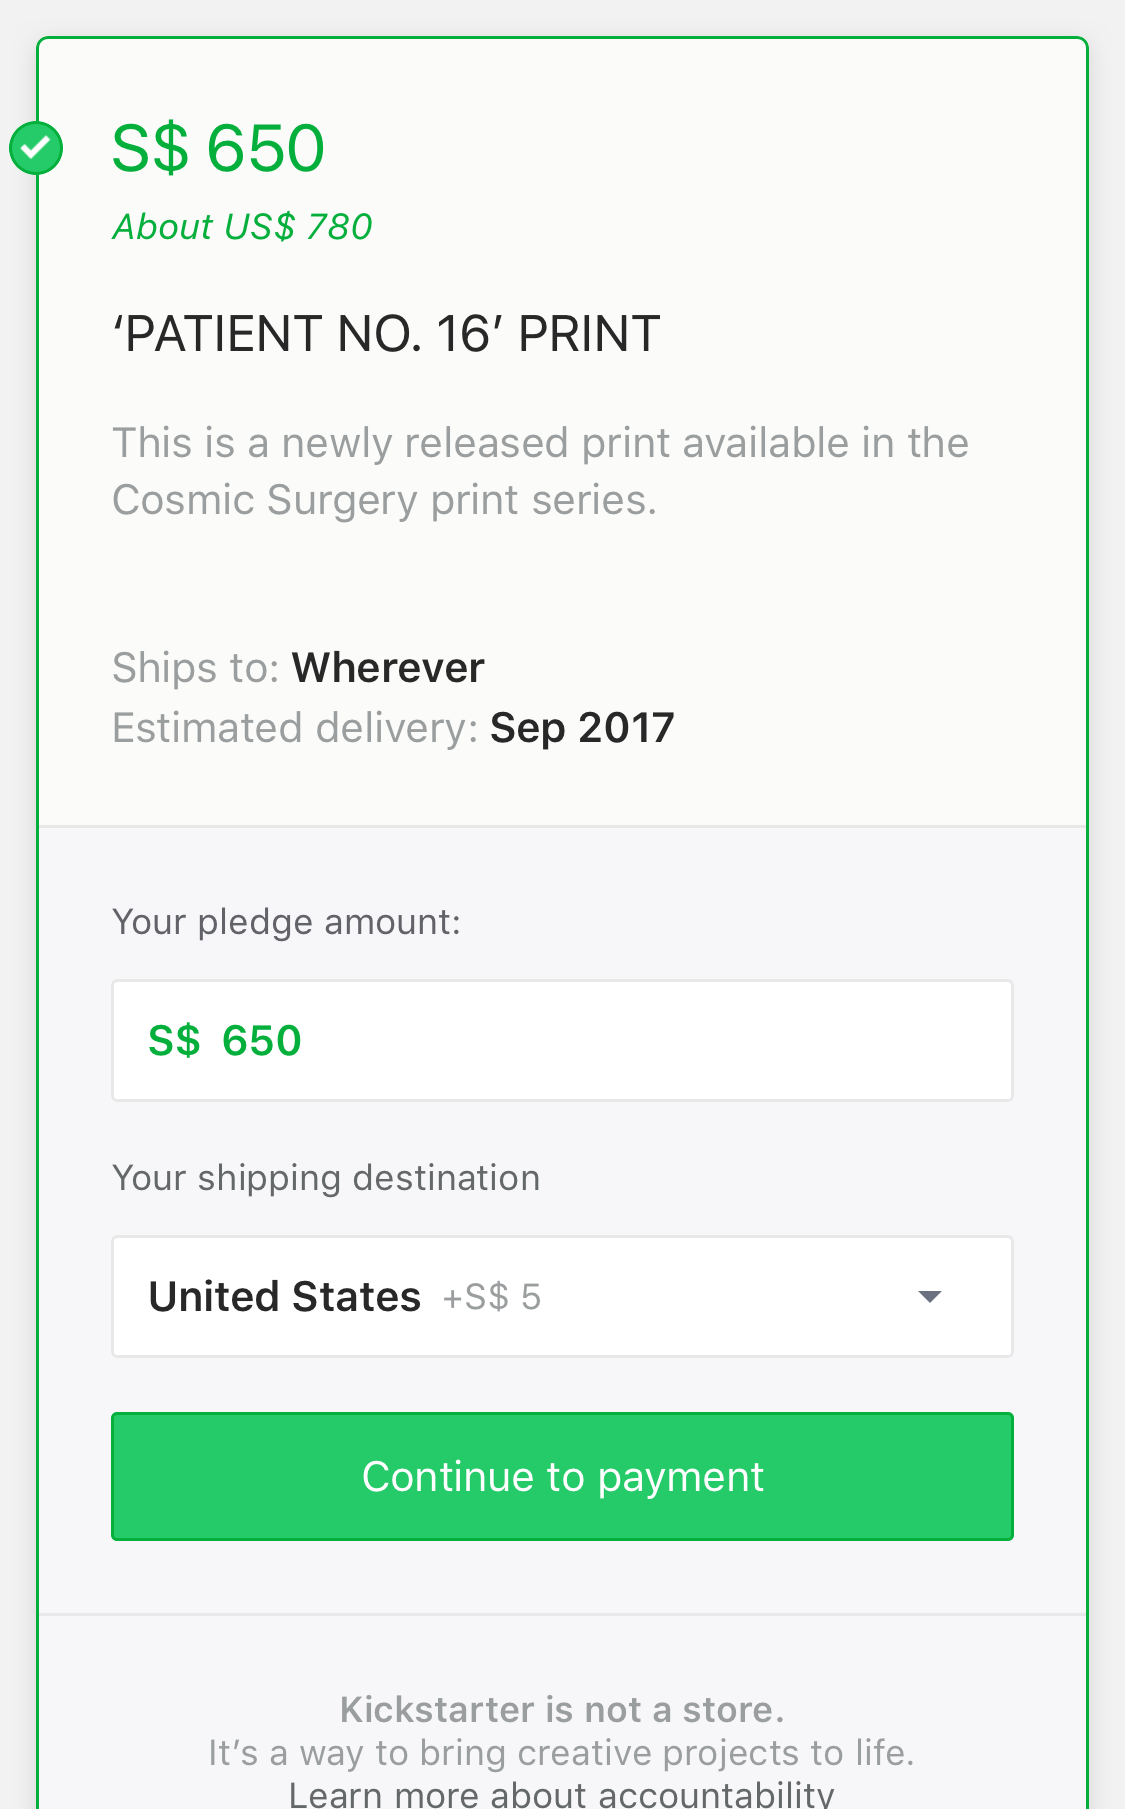 S$ 650
About US$ 780
‘PATIENT NO. 16’ PRINT
This is a newly released print available in the
Cosmic Surgery print series.
Ships to: Wherever
Estimated delivery: Sep 2017
Your pledge amount:
S$ 650
Your shipping destination
United States +S$ 5
Continue to payment
Kickstarter is not a store.
It’s a way to bring creative projects to life.
Learn more about accountability